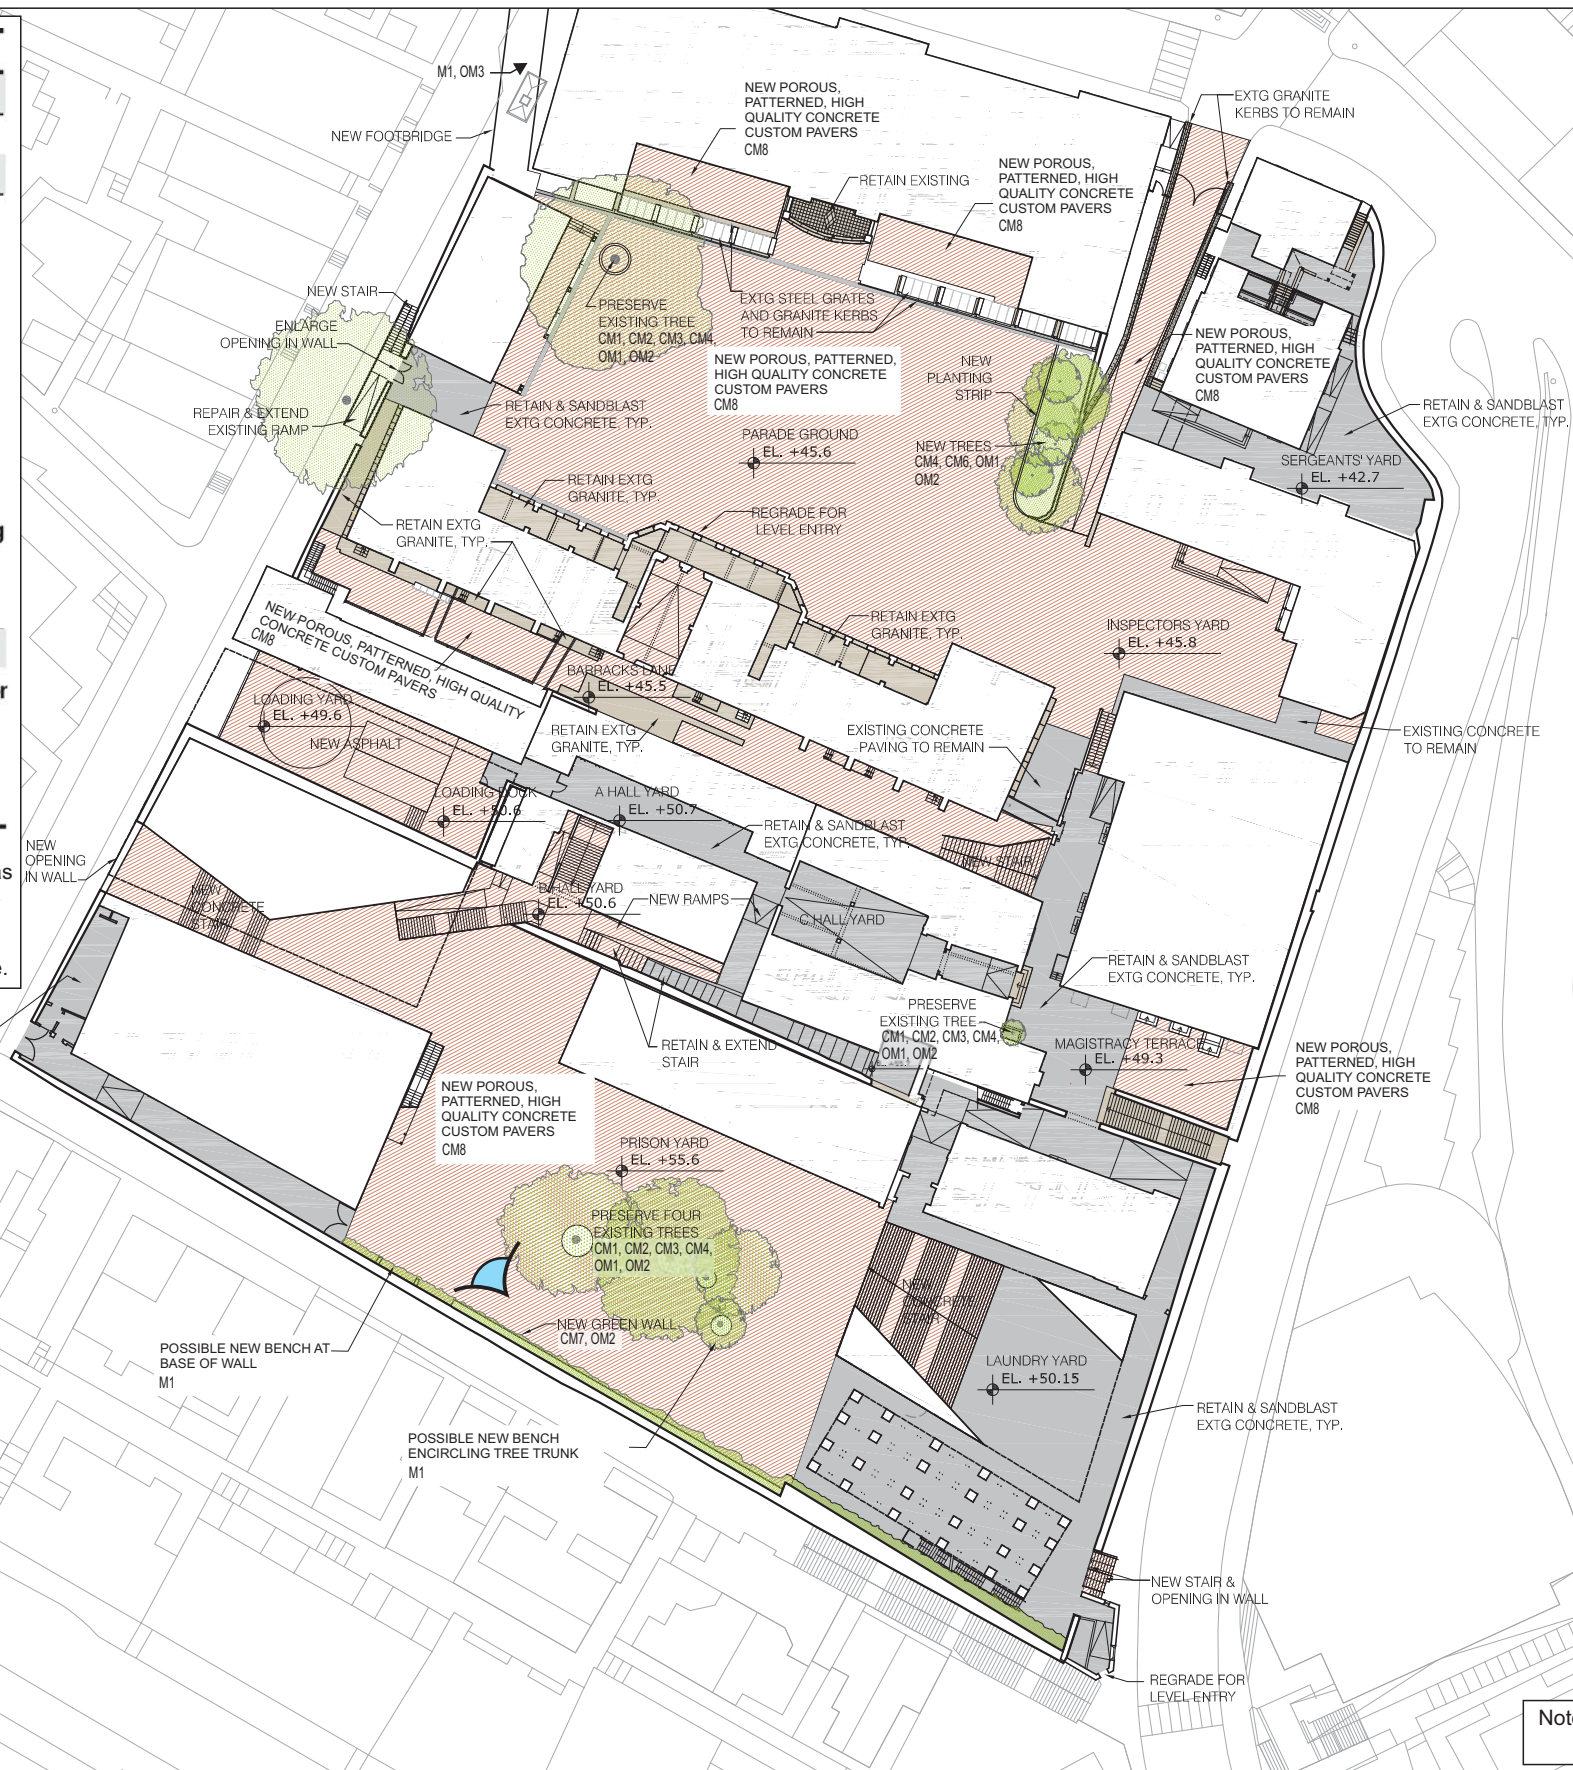 M1, OM3
NEW FOOTBRIDGE
NEW POROUS,
PATTERNED, HIGH
QUALITY CONCRETE
CUSTOM PAVERS
CM8
EXTG GRANITE
KERBS TO REMAIN
RETAIN EXISTING
NEW POROUS,
PATTERNED, HIGH
QUALITY CONCRETE
CUSTOM PAVERS
CM8
NEW STAIR
ENLARGE
OPENING IN WALL
PRESERVE
EXISTING TREE
CM1, CM2, CM3, CM4,
OM1, OM2
EXTG STEEL GRATES
AND GRANITE KERBS
TO REMAIN
NEW POROUS, PATTERNED,
HIGH QUALITY CONCRETE
CUSTOM PAVERS
CM8
NEW
PLANTING
STRIP
NEW POROUS,
PATTERNED, HIGH
QUALITY CONCRETE
CUSTOM PAVERS
CM8
REPAIR & EXTEND
EXISTING RAMP
RETAIN & SANDBLAST
EXTG CONCRETE, TYP.
RETAIN & SANDBLAST
EXTG CONCRETE, TYP.
PARADE GROUND
EL. +45.6
NEW TREES
CM4, CM6, OM1
OM2
SERGEANTS' YARD
EL. +42.7
RETAIN EXTG
GRANITE, TYP.
RETAIN EXTG
GRANITE, TYP.
REGRADE FOR
LEVEL ENTRY
g
NEW POROUS, PATTERNED, HIGH QUALITY
CONCRETE CUSTOM PAVERS
CM8
RETAIN EXTG
GRANITE, TYP.
INSPECTORS YARD
EL. +45.8
BARRACKS LANE
EL. +45.5
or
LOADING YARD
EL. +49.6
NEW ASPHALT
RETAIN EXTG
GRANITE, TYP.
EXISTING CONCRETE
PAVING TO REMAIN
EXISTING CONCRETE
TO REMAIN
LOADING DOCK
EL. +50.6
A HALL YARD
EL. +50.7
RETAIN & SANDBLAST
EXTG CONCRETE, TYP.
NEW STAIR
NEW
OPENING
IN WALL
as
NEW
CONCRETE
STAIR
B HALL YARD
EL. +50.6
NEW RAMPS
C HALL YARD
e.
RETAIN & SANDBLAST
EXTG CONCRETE, TYP.
PRESERVE
EXISTING TREE
CM1, CM2, CM3, CM4,
OM1, OM2
RETAIN & EXTEND
STAIR
MAGISTRACY TERRACE
EL. +49.3
NEW POROUS,
PATTERNED, HIGH
QUALITY CONCRETE
CUSTOM PAVERS
CM8
NEW POROUS,
PATTERNED, HIGH
QUALITY CONCRETE
CUSTOM PAVERS
CM8
PRISON YARD
EL. +55.6
PRESERVE FOUR
EXISTING TREES
CM1, CM2, CM3, CM4,
OM1, OM2
NEW
CONCRETE
STAIR
NEW GREEN WALL
CM7, OM2
POSSIBLE NEW BENCH AT
BASE OF WALL
M1
LAUNDRY YARD
EL. +50.15
RETAIN & SANDBLAST
EXTG CONCRETE, TYP.
POSSIBLE NEW BENCH
ENCIRCLING TREE TRUNK
M1
NEW STAIR &
OPENING IN WALL
REGRADE FOR
LEVEL ENTRY
Note